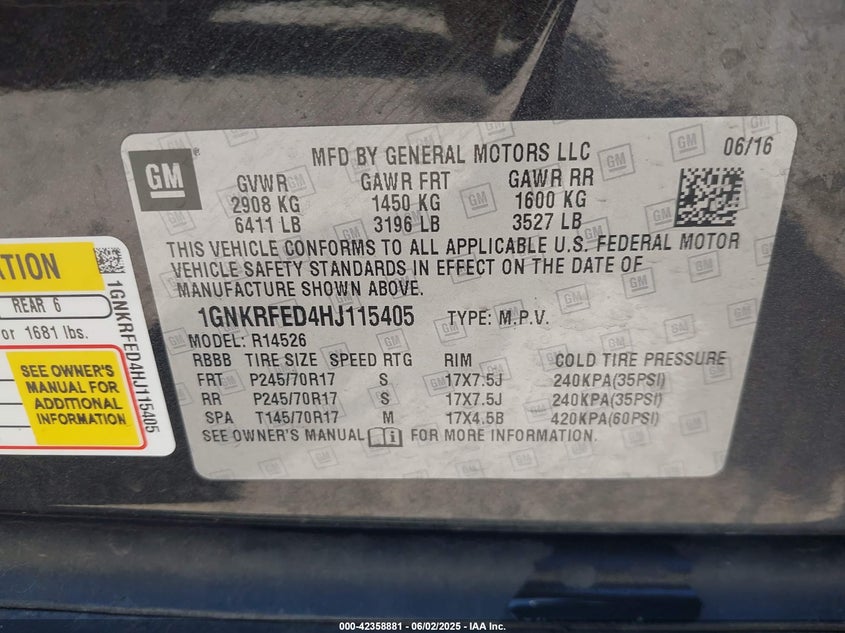 GM
MFD BY GENERAL MOTORS LLC
06/16
GVWR GAWR FRT GAWR RR
2908 KG 1450 KG 1600 KG
6411 LB 3196 LB 3527 LB
THIS VEHICLE CONFORMS TO ALL APPLICABLE U.S. FEDERAL MOTOR
VEHICLE SAFETY STANDARDS IN EFFECT ON THE DATE OF
MANUFACTURE SHOWN ABOVE.
1GNKRFED4HJ115405 TYPE: M.P.V.
MODEL: R14526
RBBB TIRE SIZE SPEED RTG RIM COLD TIRE PRESSURE
FRT P245/70R17 S 17X7.5J 240KPA(35PSI)
RR P245/70R17 S 17X7.5J 240KPA(35PSI)
SPA T145/70R17 M 17X4.5B 420KPA(60PSI)
SEE OWNER'S MANUAL FOR MORE INFORMATION.
ATION
REAR 6
or 1681 lbs.
SEE OWNER'S
MANUAL FOR
ADDITIONAL
INFORMATION
1GNKRFED4HJ115405
000-42358881 - 06/02/2025 - IAA Inc.